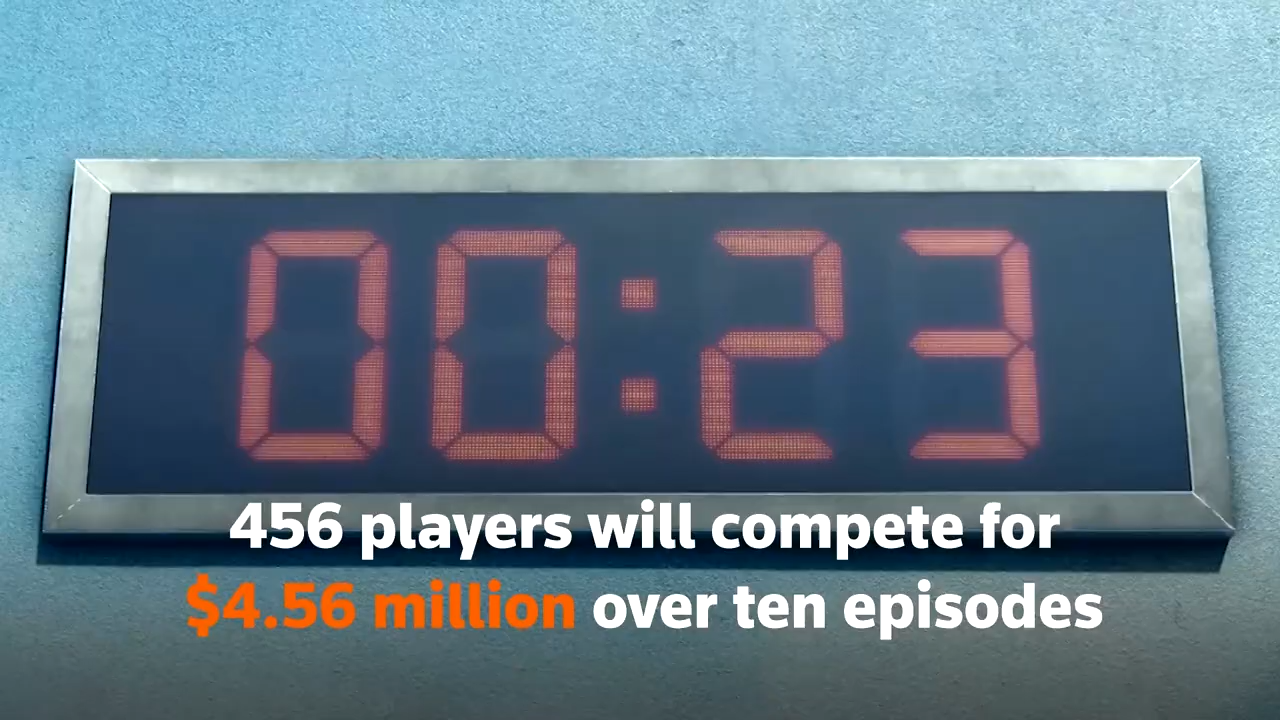 00:23
456 players will compete for
$4.56 million over ten episodes